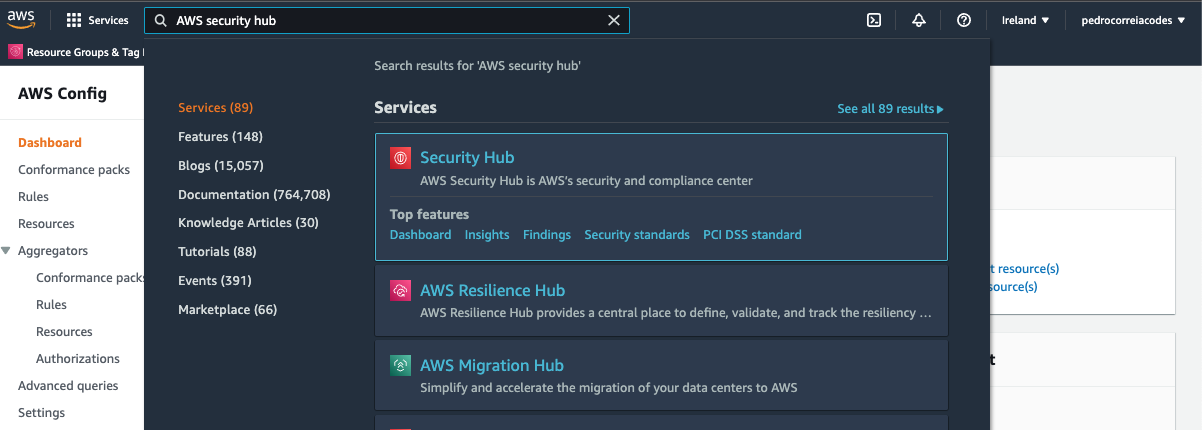 aws
Services
AWS security hub
Ireland
pedrocorreiacodes
Resource Groups & Tag
AWS Config
Dashboard
Conformance packs
Rules
Resources
Aggregators
Conformance packs
Rules
Resources
Authorizations
Advanced queries
Settings
Search results for 'AWS security hub'
Services (89)
Features (148)
Blogs (15,057)
Documentation (764,708)
Knowledge Articles (30)
Tutorials (88)
Events (391)
Marketplace (66)
Services
See all 89 results
Security Hub
AWS Security Hub is AWS's security and compliance center
Top features
Dashboard Insights Findings Security standards PCI DSS standard
AWS Resilience Hub
AWS Resilience Hub provides a central place to define, validate, and track the resiliency ...
AWS Migration Hub
Simplify and accelerate the migration of your data centers to AWS
t resource(s)
source(s)
t